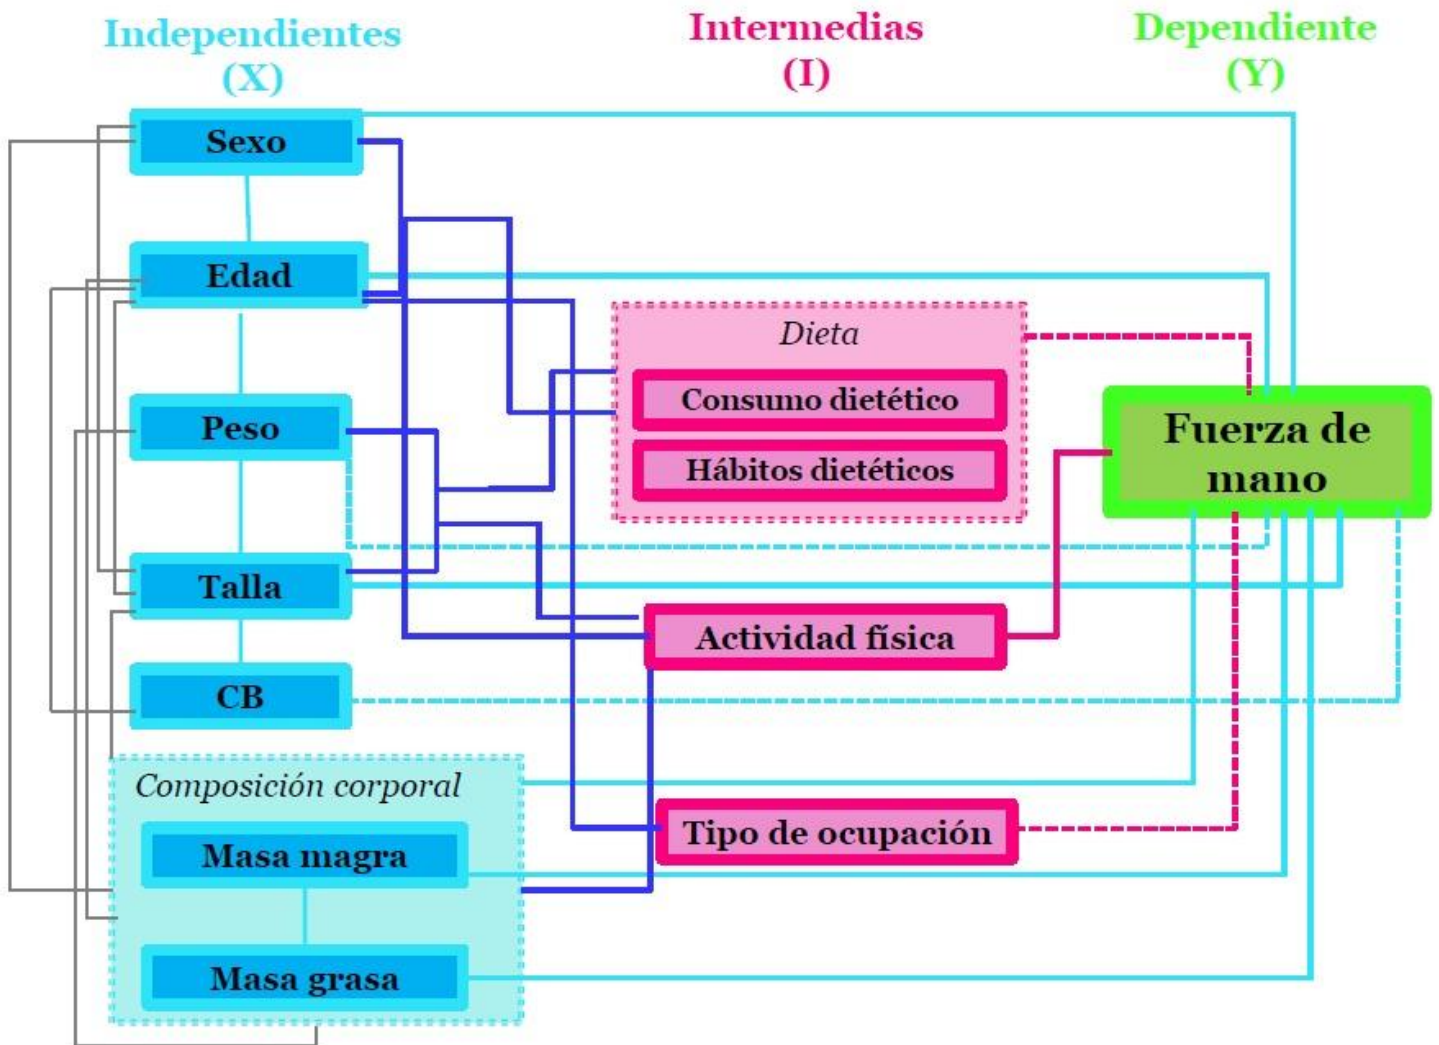 Independientes
(X)
Intermedias
(I)
Dependiente
(Y)
Sexo
Edad
Peso
Talla
CB
Composición corporal
Masa magra
Masa grasa
Dieta
Consumo dietético
Hábitos dietéticos
Actividad física
Tipo de ocupación
Fuerza de
mano